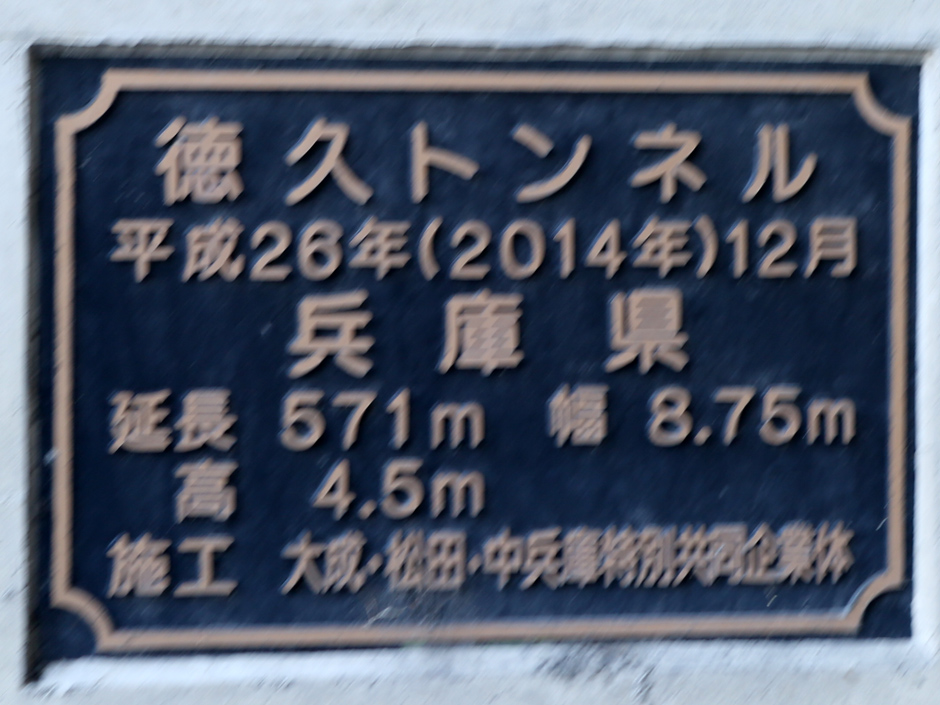 徳久トンネル
平成26年(2014年)12月
兵庫県
延長 571m 幅 8.75m
高 4.5m
施工 大成・松田・中兵庫特別共同企業体